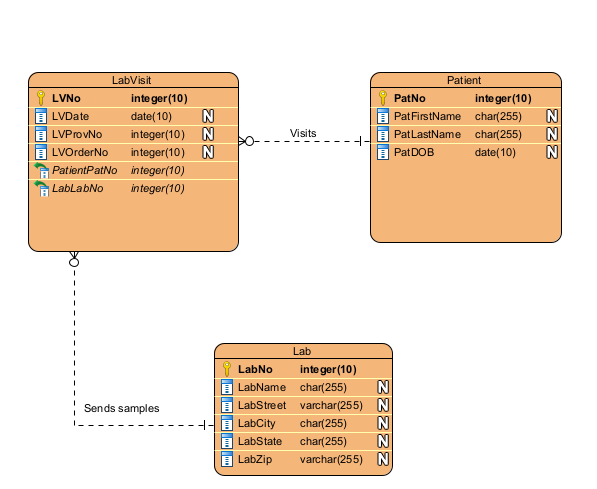 LabVisit
LVNo integer(10)
LVDate date(10) N
LVProvNo integer(10) N
LVOrderNo integer(10) N
PatientPatNo integer(10)
LabLabNo integer(10)
Visits
Patient
PatNo integer(10)
PatFirstName char(255) N
PatLastName char(255) N
PatDOB date(10) N
Sends samples
Lab
LabNo integer(10)
LabName char(255) N
LabStreet varchar(255) N
LabCity char(255) N
LabState char(255) N
LabZip varchar(255) N